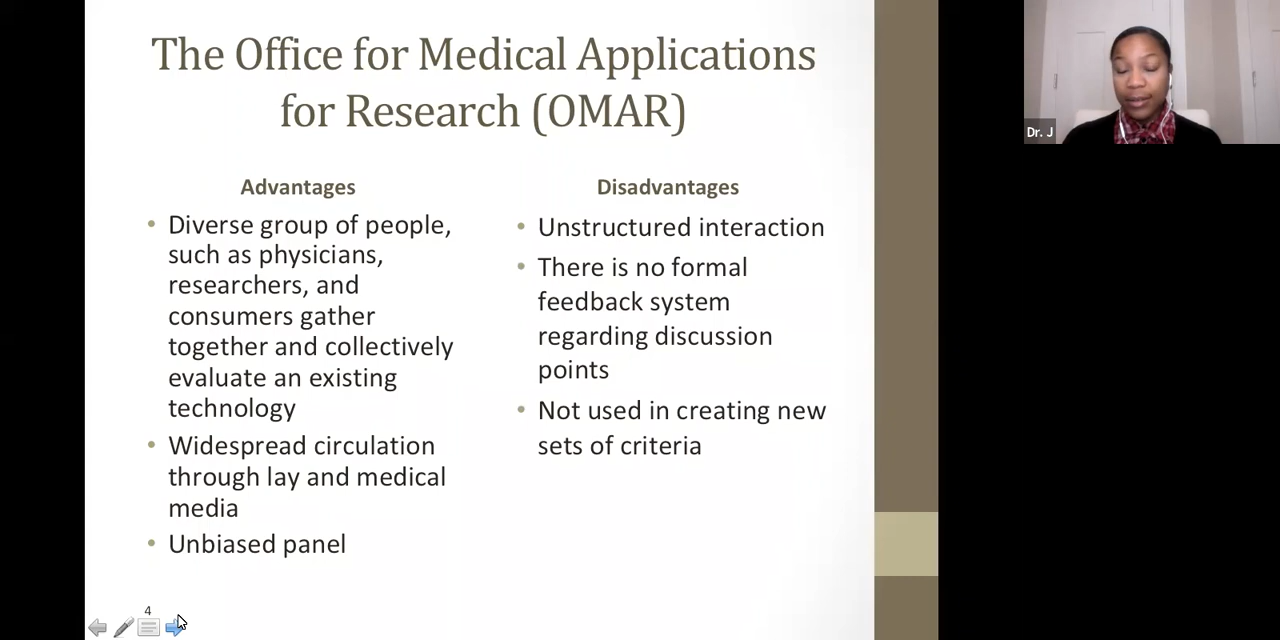 The Office for Medical Applications
for Research (OMAR)
Advantages
• Diverse group of people,
such as physicians,
researchers, and
consumers gather
together and collectively
evaluate an existing
technology
• Widespread circulation
through lay and medical
media
• Unbiased panel
Disadvantages
• Unstructured interaction
• There is no formal
feedback system
regarding discussion
points
• Not used in creating new
sets of criteria
4
Dr. J